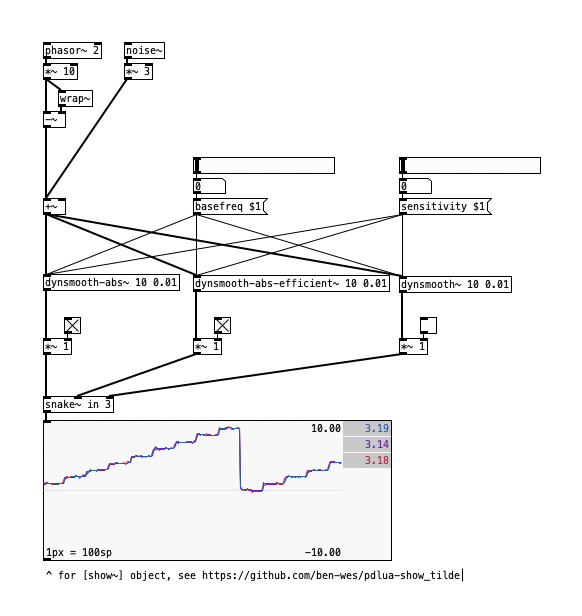 phasor~ 2
noise~
*~ 10
*~ 3
wrap~
-~
0
0
+~
basefreq $1
sensitivity $1
dynsmooth-abs~ 10 0.01
dynsmooth-abs-efficient~ 10 0.01
dynsmooth~ 10 0.01
*~ 1
*~ 1
*~ 1
snake~ in 3
10.00
3.19
3.14
3.18
1px = 100sp
-10.00
^ for [show~] object, see https://github.com/ben-wes/pdlua-show_tilde